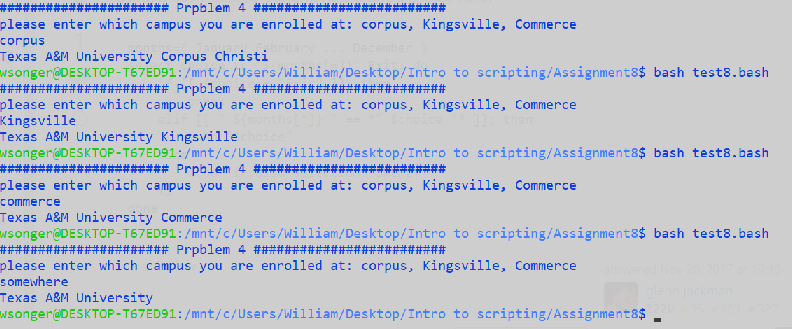 ###################### Prpblem 4 #########################
please enter which campus you are enrolled at: corpus, Kingsville, Commerce
corpus
Texas A&M University Corpus Christi
wsonger@DESKTOP-T67ED91:/mnt/c/Users/William/Desktop/Intro to scripting/Assignment8$ bash test8.bash
###################### Prpblem 4 #########################
please enter which campus you are enrolled at: corpus, Kingsville, Commerce
Kingsville
Texas A&M University Kingsville
wsonger@DESKTOP-T67ED91:/mnt/c/Users/William/Desktop/Intro to scripting/Assignment8$ bash test8.bash
###################### Prpblem 4 #########################
please enter which campus you are enrolled at: corpus, Kingsville, Commerce
commerce
Texas A&M University Commerce
wsonger@DESKTOP-T67ED91:/mnt/c/Users/William/Desktop/Intro to scripting/Assignment8$ bash test8.bash
###################### Prpblem 4 #########################
please enter which campus you are enrolled at: corpus, Kingsville, Commerce
somewhere
Texas A&M University
wsonger@DESKTOP-T67ED91:/mnt/c/Users/William/Desktop/Intro to scripting/Assignment8$